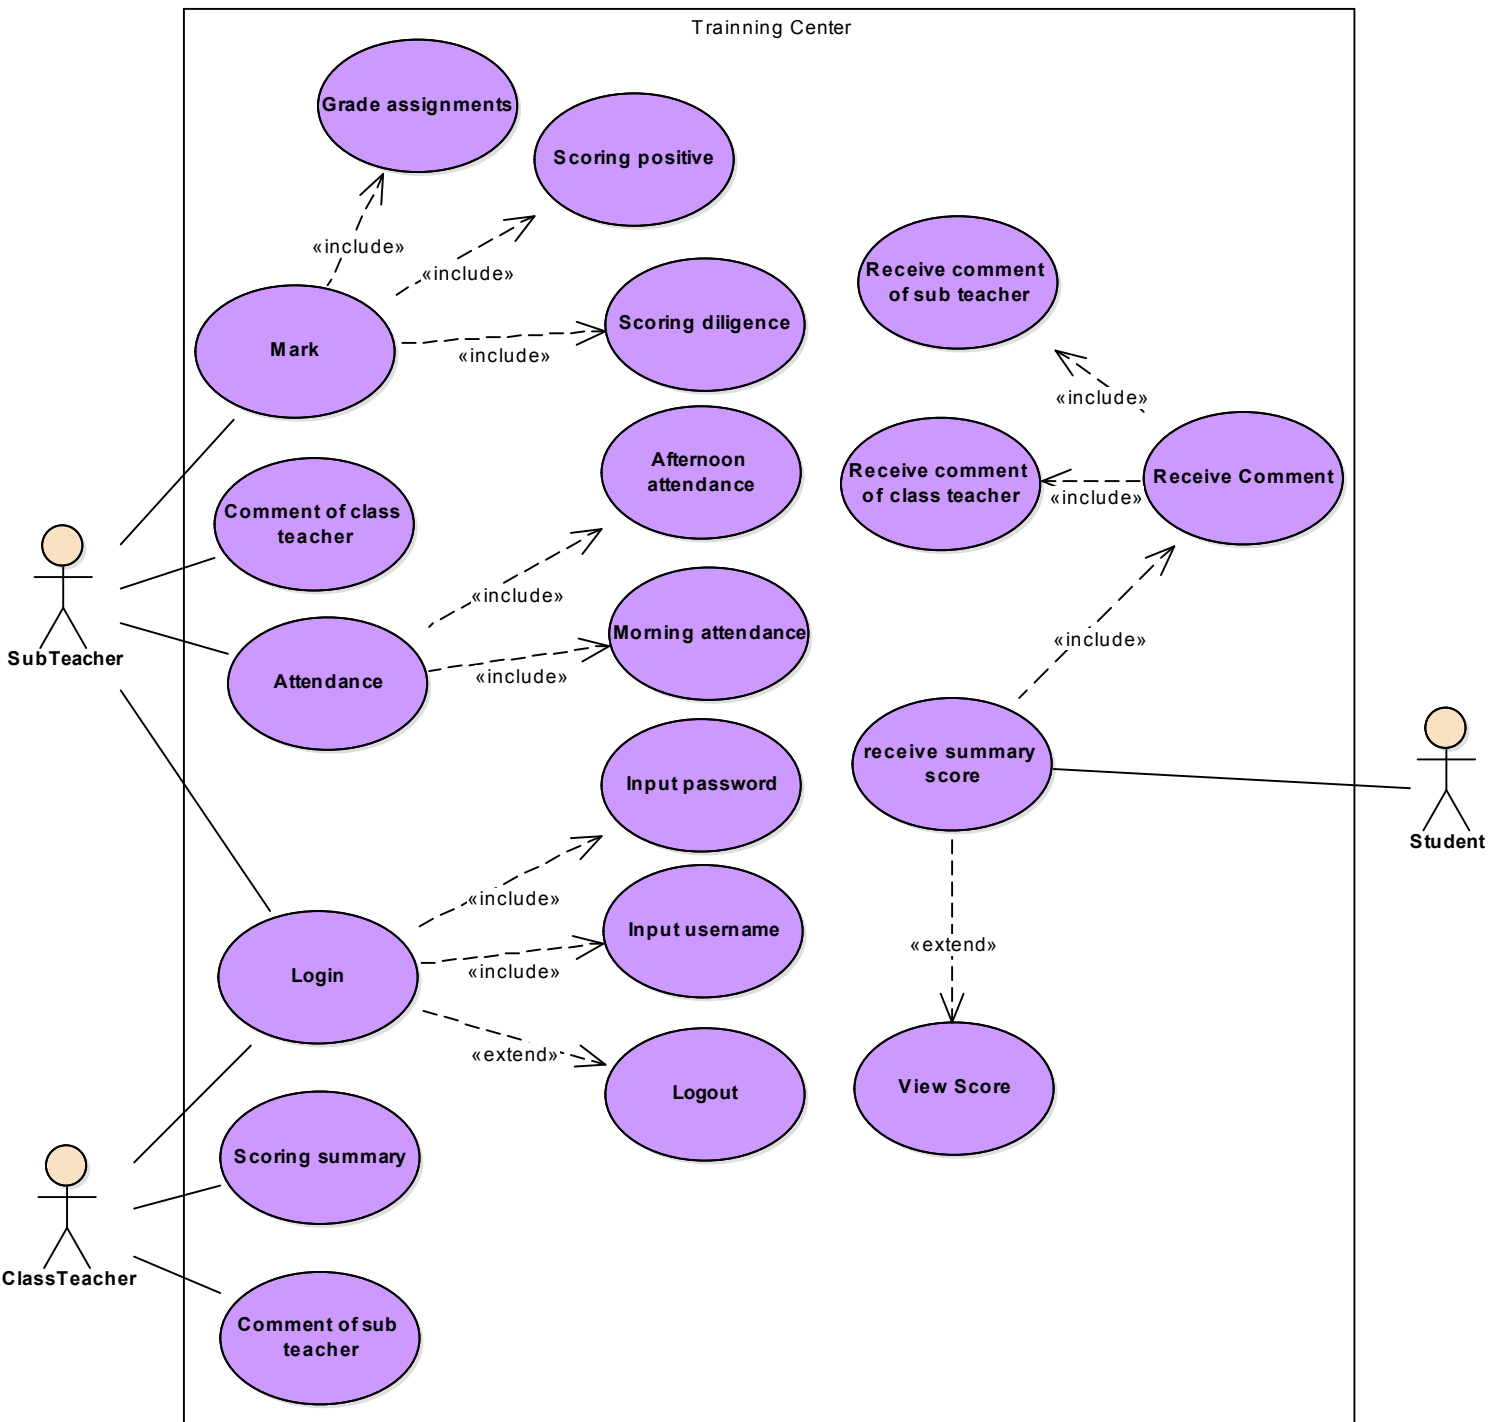 Trainning Center
Grade assignments
Scoring positive
«include»
«include»
Receive comment
of sub teacher
Scoring diligence
Mark
«include»
«include»
Afternoon
attendance
Receive comment
of class teacher
Receive Comment
«include»
Comment of class
teacher
«include»
Morning attendance
«include»
SubTeacher
Attendance
«include»
receive summary
score
Input password
Student
«include»
Input username
«extend»
«include»
Login
«extend»
Logout
View Score
Scoring summary
ClassTeacher
Comment of sub
teacher